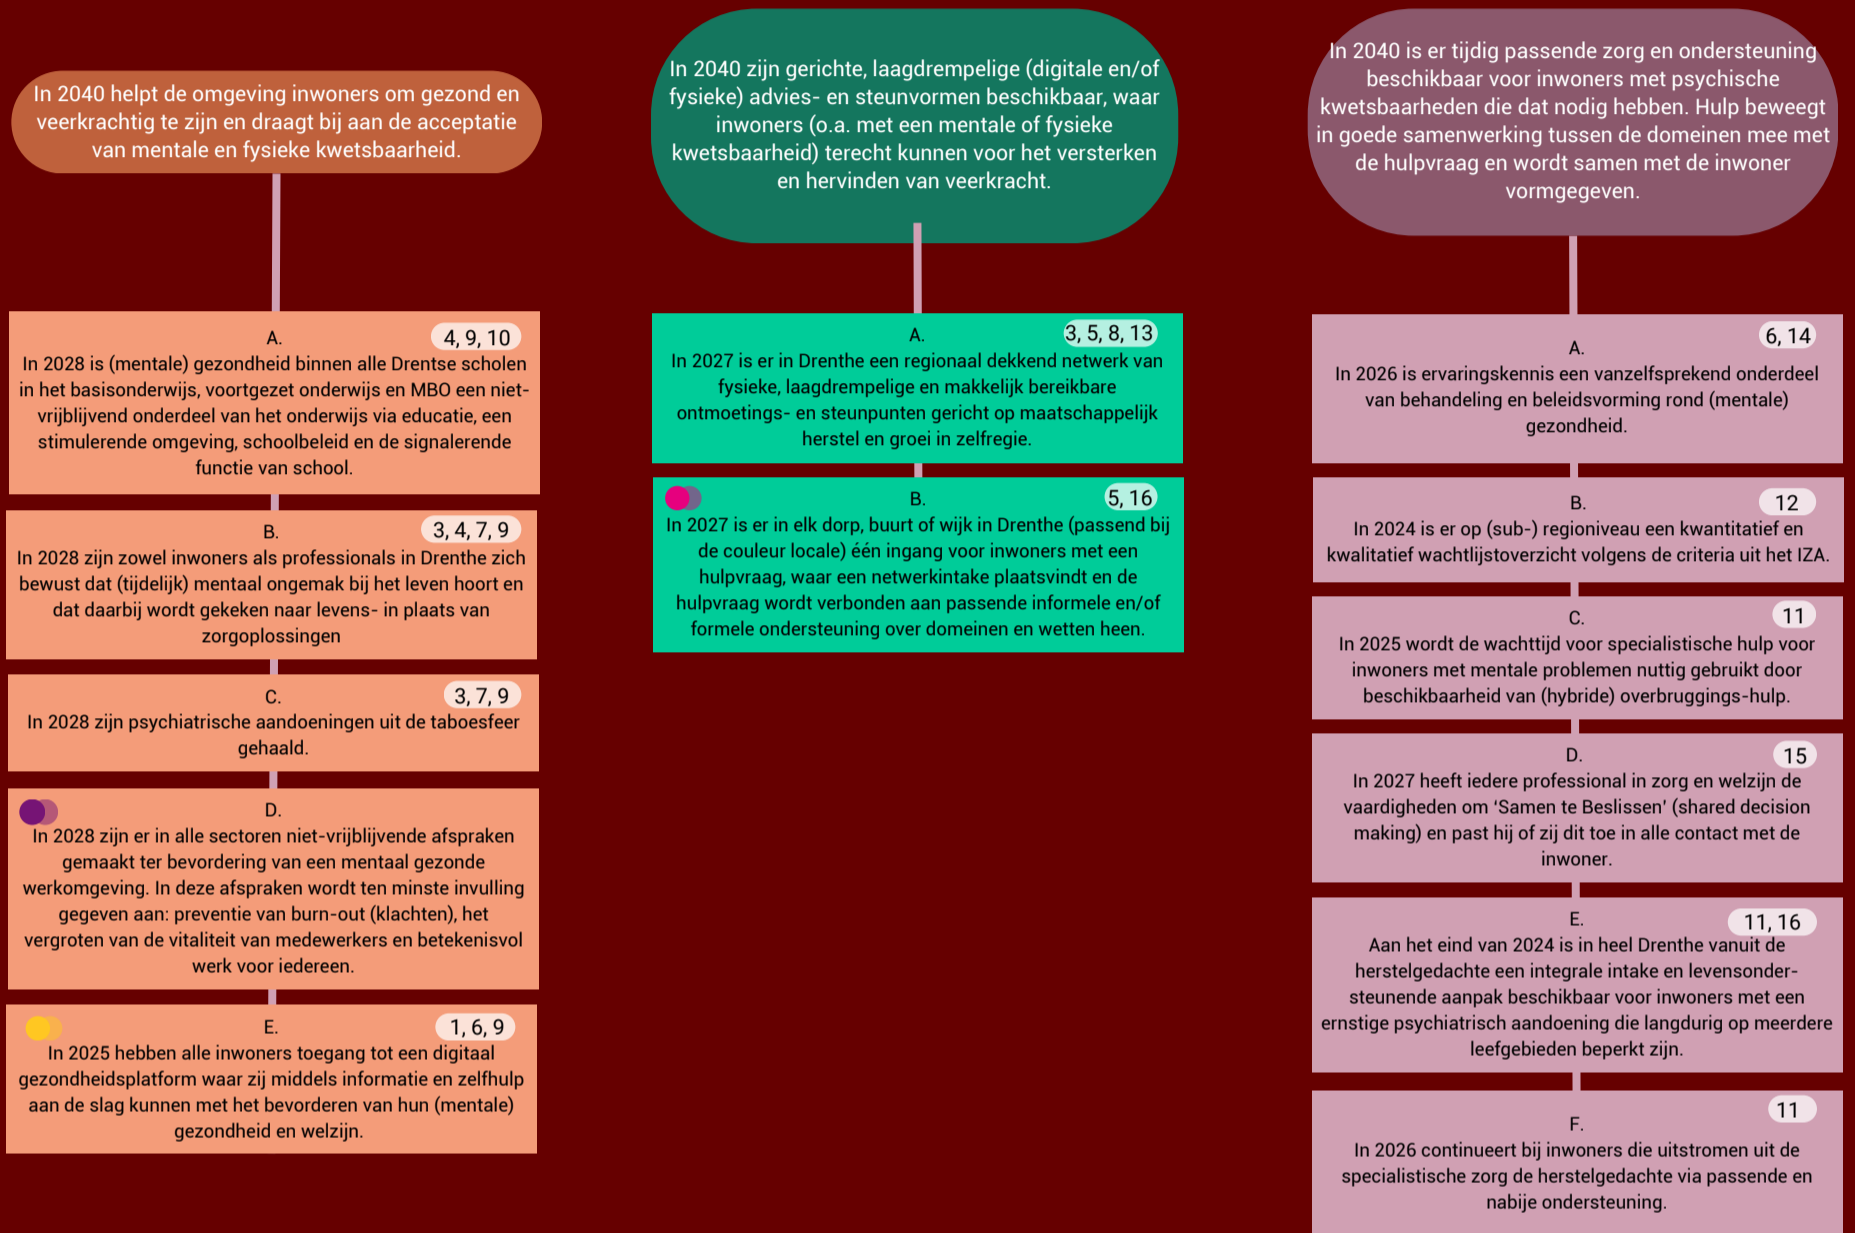 In 2040 helpt de omgeving inwoners om gezond en
veerkrachtig te zijn en draagt bij aan de acceptatie
van mentale en fysieke kwetsbaarheid.
A.
4, 9, 10
In 2028 is (mentale) gezondheid binnen alle Drentse scholen
in het basisonderwijs, voortgezet onderwijs en MBO een niet-
vrijblijvend onderdeel van het onderwijs via educatie, een
stimulerende omgeving, schoolbeleid en de signalerende
functie van school.
B.
3, 4, 7, 9
In 2028 zijn zowel inwoners als professionals in Drenthe zich
bewust dat (tijdelijk) mentaal ongemak bij het leven hoort en
dat daarbij wordt gekeken naar levens- in plaats van
zorgoplossingen
C.
3, 7, 9
In 2028 zijn psychiatrische aandoeningen uit de taboesfeer
gehaald.
D.
In 2028 zijn er in alle sectoren niet-vrijblijvende afspraken
gemaakt ter bevordering van een mentaal gezonde
werkomgeving. In deze afspraken wordt ten minste invulling
gegeven aan: preventie van burn-out (klachten), het
vergroten van de vitaliteit van medewerkers en betekenisvol
werk voor iedereen.
E.
1, 6, 9
In 2025 hebben alle inwoners toegang tot een digitaal
gezondheidsplatform waar zij middels informatie en zelfhulp
aan de slag kunnen met het bevorderen van hun (mentale)
gezondheid en welzijn.
In 2040 zijn gerichte, laagdrempelige (digitale en/of
fysieke) advies- en steunvormen beschikbaar, waar
inwoners (o.a. met een mentale of fysieke
kwetsbaarheid) terecht kunnen voor het versterken
en hervinden van veerkracht.
A.
3, 5, 8, 13
In 2027 is er in Drenthe een regionaal dekkend netwerk van
fysieke, laagdrempelige en makkelijk bereikbare
ontmoetings- en steunpunten gericht op maatschappelijk
herstel en groei in zelfregie.
B.
5, 16
In 2027 is er in elk dorp, buurt of wijk in Drenthe (passend bij
de couleur locale) één ingang voor inwoners met een
hulpvraag, waar een netwerkintake plaatsvindt en de
hulpvraag wordt verbonden aan passende informele en/of
formele ondersteuning over domeinen en wetten heen.
In 2040 is er tijdig passende zorg en ondersteuning
beschikbaar voor inwoners met psychische
kwetsbaarheden die dat nodig hebben. Hulp beweegt
in goede samenwerking tussen de domeinen mee met
de hulpvraag en wordt samen met de inwoner
vormgegeven.
A.
6, 14
In 2026 is ervaringskennis een vanzelfsprekend onderdeel
van behandeling en beleidsvorming rond (mentale)
gezondheid.
B.
12
In 2024 is er op (sub-) regioniveau een kwantitatief en
kwalitatief wachtlijstoverzicht volgens de criteria uit het IZA.
C.
11
In 2025 wordt de wachttijd voor specialistische hulp voor
inwoners met mentale problemen nuttig gebruikt door
beschikbaarheid van (hybride) overbruggings-hulp.
D.
15
In 2027 heeft iedere professional in zorg en welzijn de
vaardigheden om ‘Samen te Beslissen’ (shared decision
making) en past hij of zij dit toe in alle contact met de
inwoner.
E.
11, 16
Aan het eind van 2024 is in heel Drenthe vanuit de
herstelgedachte een integrale intake en levensonder-
steunende aanpak beschikbaar voor inwoners met een
ernstige psychiatrisch aandoening die langdurig op meerdere
leefgebieden beperkt zijn.
F.
11
In 2026 continueert bij inwoners die uitstromen uit de
specialistische zorg de herstelgedachte via passende en
nabije ondersteuning.